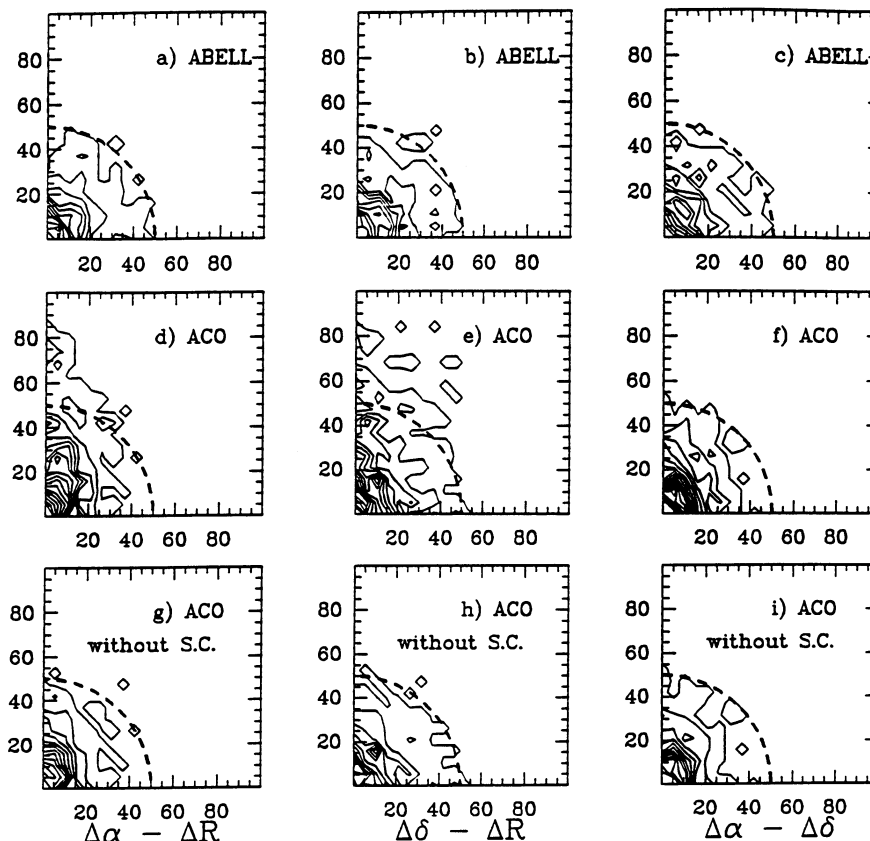 a) ABELL
b) ABELL
c) ABELL
80
60
40
20
80
60
40
20
80
60
40
20
20 40 60 80
20 40 60 80
20 40 60 80
d) ACO
e) ACO
f) ACO
80
60
40
20
80
60
40
20
80
60
40
20
20 40 60 80
20 40 60 80
20 40 60 80
g) ACO
without S.C.
h) ACO
without S.C.
i) ACO
without S.C.
80
60
40
20
80
60
40
20
80
60
40
20
20 40 60 80
20 40 60 80
20 40 60 80
Δα − ΔR
Δδ − ΔR
Δα − Δδ